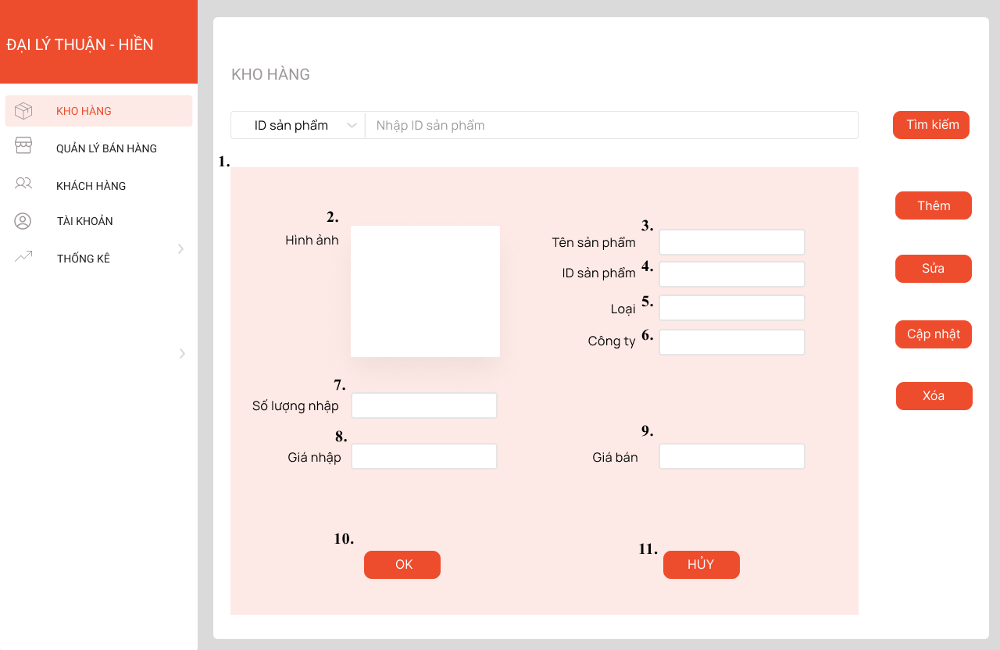 ĐẠI LÝ THUẬN - HIỀN
KHO HÀNG
QUẢN LÝ BÁN HÀNG
KHÁCH HÀNG
TÀI KHOẢN
THỐNG KÊ
KHO HÀNG
ID sản phẩm
Nhập ID sản phẩm
Tìm kiếm
1.
2.
Hình ảnh
3.
Tên sản phẩm
4.
ID sản phẩm
5.
Loại
6.
Công ty
7.
Số lượng nhập
8.
Giá nhập
9.
Giá bán
10.
OK
11.
HỦY
Thêm
Sửa
Cập nhật
Xóa